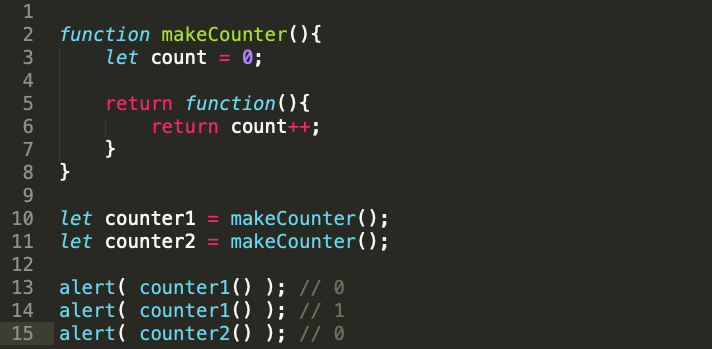 1
2 function makeCounter(){
3     let count = 0;
4
5     return function(){
6         return count++;
7     }
8 }
9
10 let counter1 = makeCounter();
11 let counter2 = makeCounter();
12
13 alert( counter1() ); // 0
14 alert( counter1() ); // 1
15 alert( counter2() ); // 0